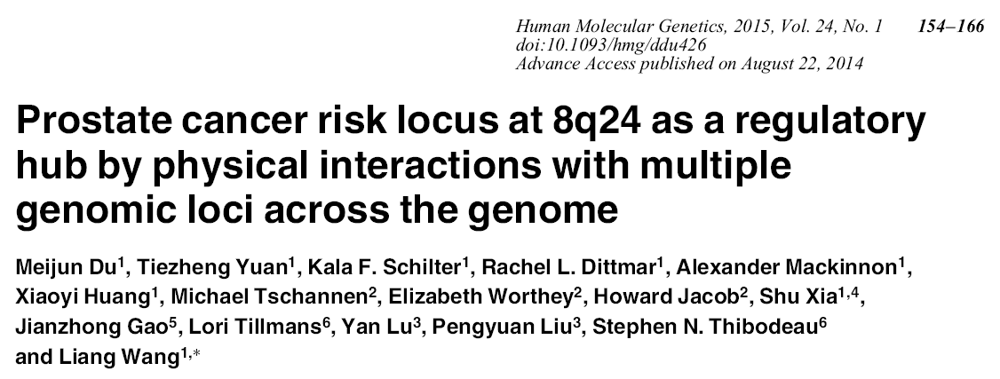 Human Molecular Genetics, 2015, Vol. 24, No. 1 154–166
doi:10.1093/hmg/ddu426
Advance Access published on August 22, 2014
Prostate cancer risk locus at 8q24 as a regulatory
hub by physical interactions with multiple
genomic loci across the genome
Meijun Du1, Tiezheng Yuan1, Kala F. Schilter1, Rachel L. Dittmar1, Alexander Mackinnon1,
Xiaoyi Huang1, Michael Tschannen2, Elizabeth Worthey2, Howard Jacob2, Shu Xia1,4,
Jianzhong Gao5, Lori Tillmans6, Yan Lu3, Pengyuan Liu3, Stephen N. Thibodeau6
and Liang Wang1,∗